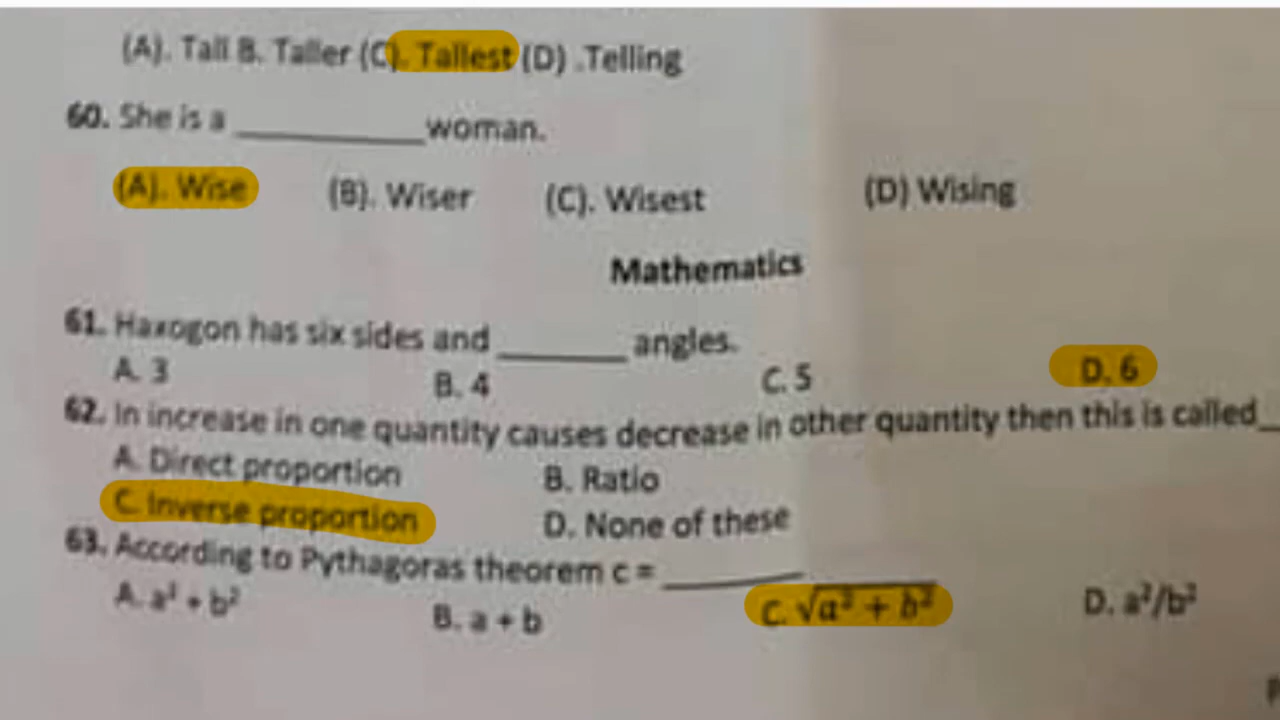 (A). Tall B. Taller (C). Tallest (D) .Telling
60. She is a ________ woman.
(A). Wise (B). Wiser (C). Wisest (D) Wising
Mathematics
61. Haxogon has six sides and ______ angles.
A. 3 B. 4 C. 5 D. 6
62. In increase in one quantity causes decrease in other quantity then this is called_
A. Direct proportion B. Ratio
C. Inverse proportion D. None of these
63. According to Pythagoras theorem c = ______
A. a² + b² B. a + b C. √a² + b² D. a²/b²